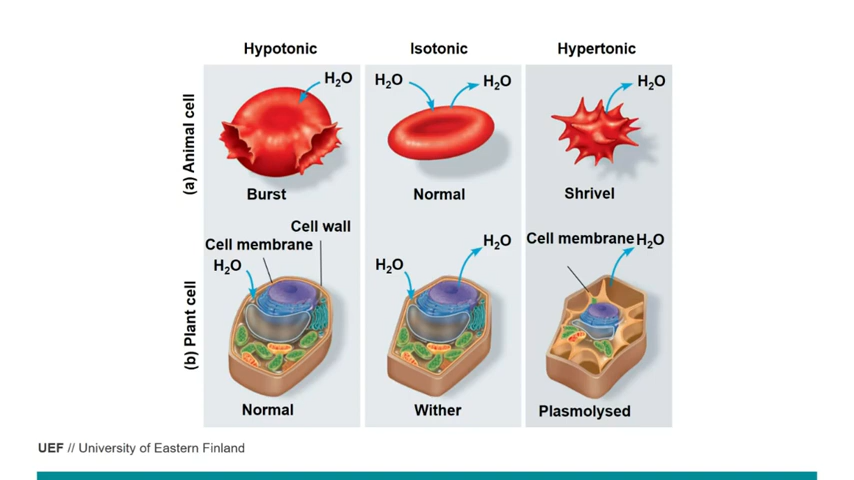 Hypotonic
Isotonic
Hypertonic
(a) Animal cell
H₂O
H₂O
H₂O
H₂O
Burst
Normal
Shrivel
(b) Plant cell
Cell wall
Cell membrane
H₂O
H₂O
H₂O
Cell membrane H₂O
Normal
Wither
Plasmolysed
UEF // University of Eastern Finland